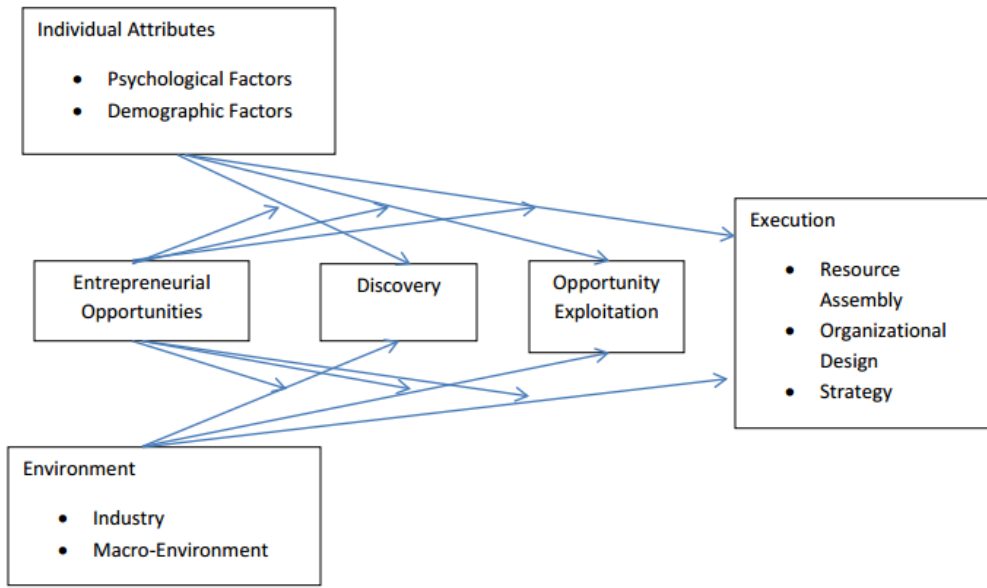 Individual Attributes
• Psychological Factors
• Demographic Factors
Entrepreneurial
Opportunities
Discovery
Opportunity
Exploitation
Execution
• Resource
Assembly
• Organizational
Design
• Strategy
Environment
• Industry
• Macro-Environment